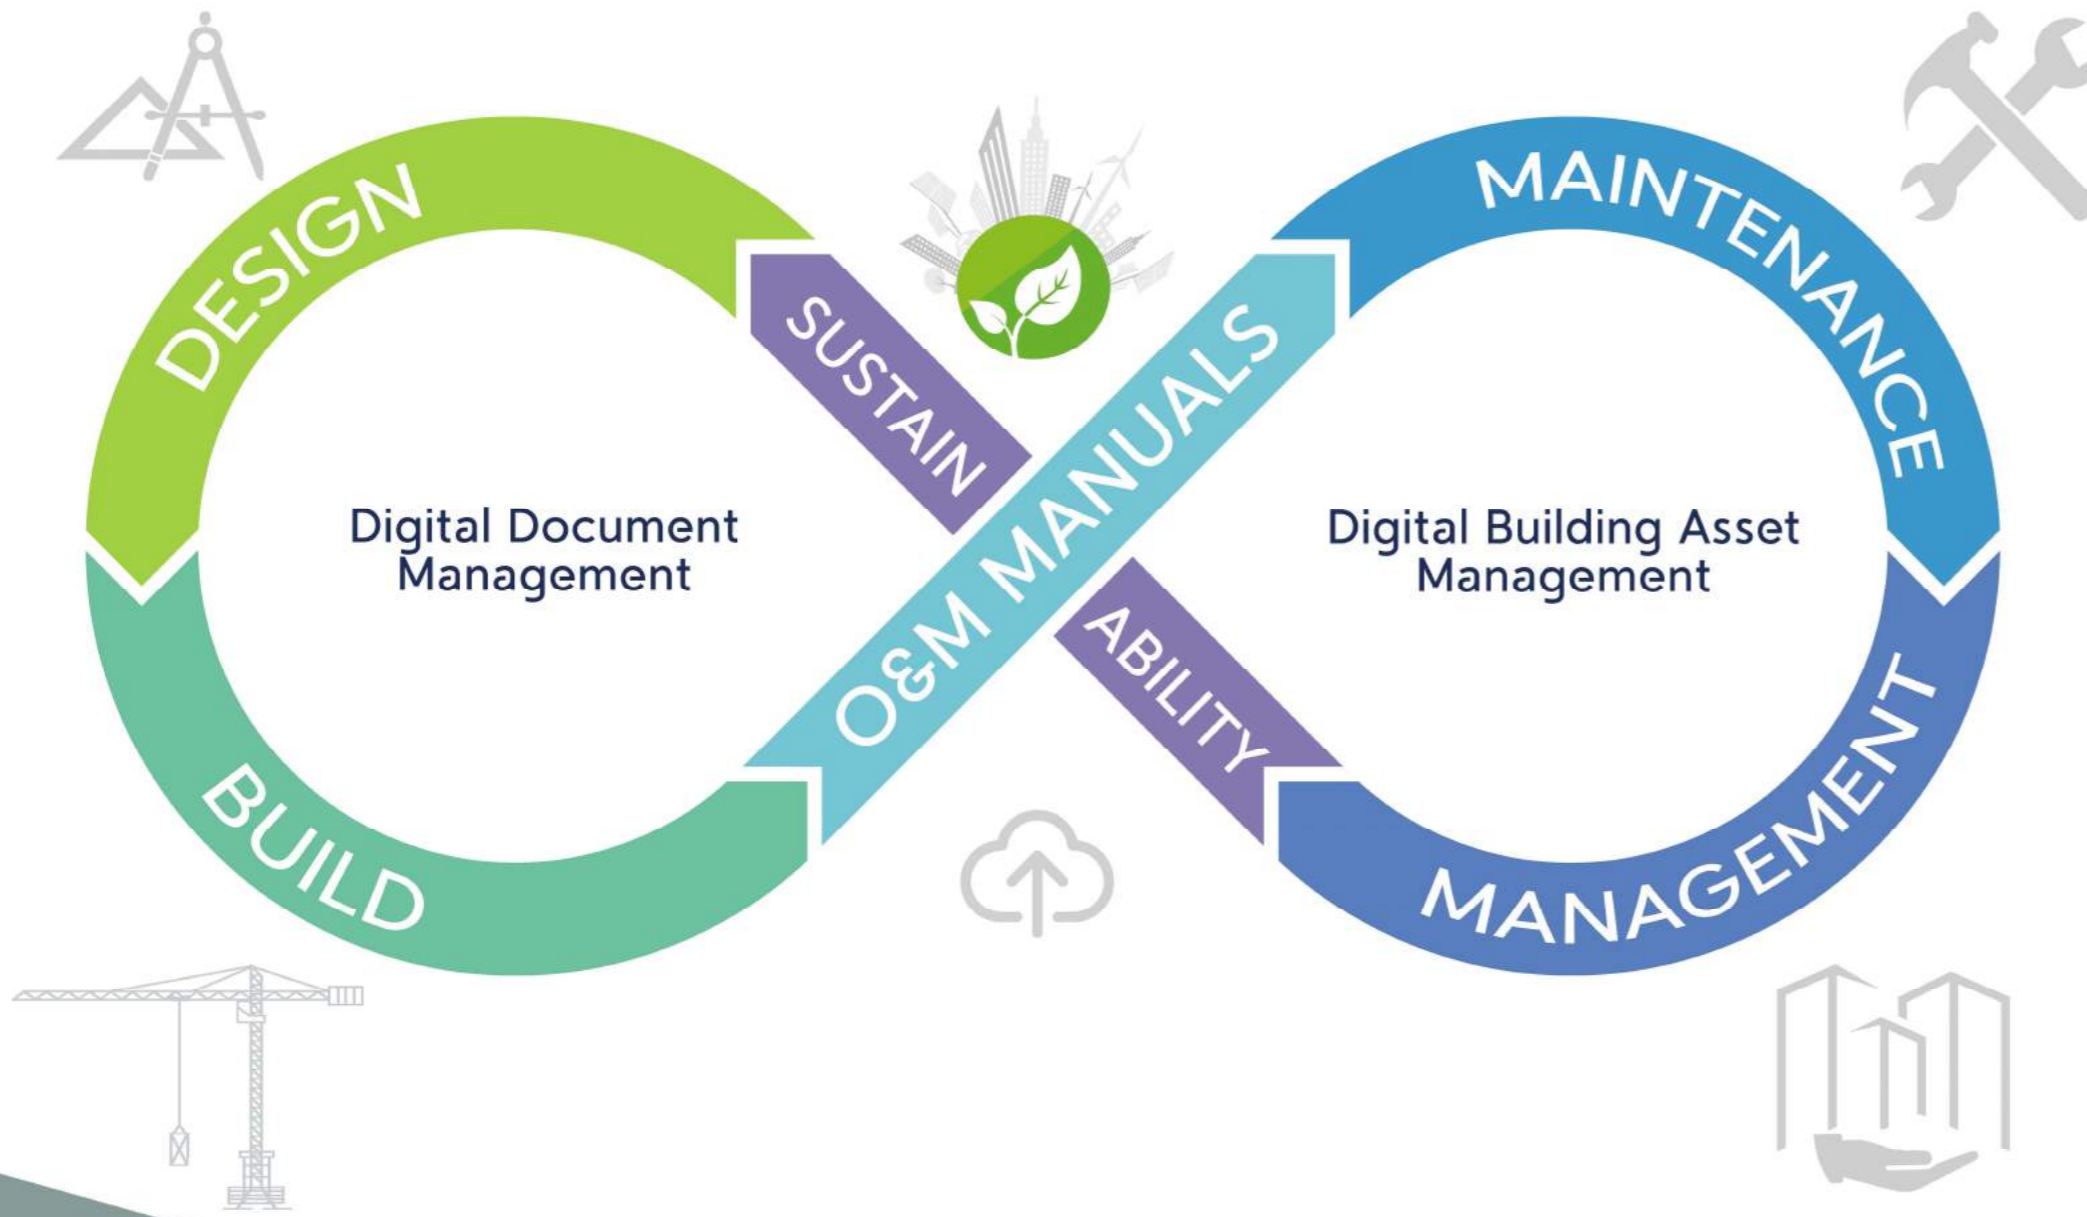 DESIGN
MAINTENANCE
SUSTAIN
O&M MANUALS
Digital Document
Management
Digital Building Asset
Management
ABILITY
BUILD
MANAGEMENT